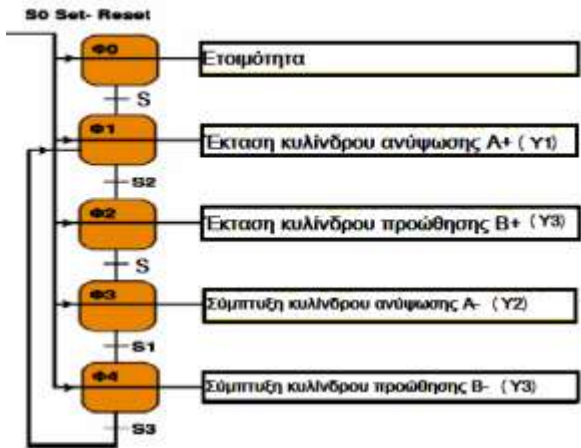 S0 Set- Reset
Φ0
Ετοιμότητα
S
Φ1
Έκταση κυλίνδρου ανύψωσης A+ ( Y1)
S2
Φ2
Έκταση κυλίνδρου προώθησης B+ ( Y3)
S
Φ3
Σύμπτυξη κυλίνδρου ανύψωσης A- ( Y2)
S1
Φ4
Σύμπτυξη κυλίνδρου προώθησης B- ( Y3)
S3